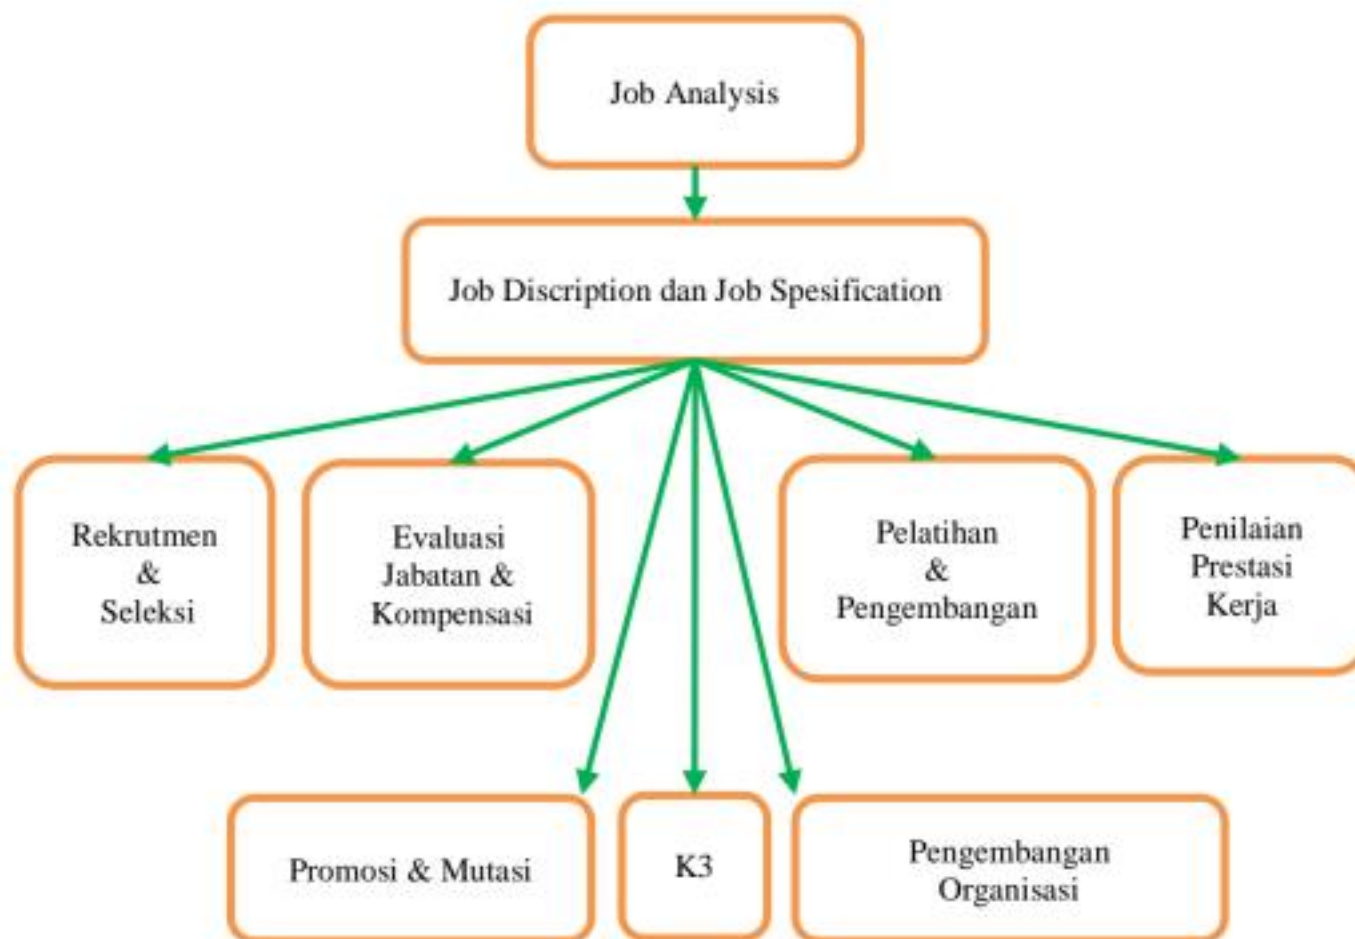 Job Analysis
Job Discription dan Job Spesification
Rekrutmen
&
Seleksi
Evaluasi
Jabatan &
Kompensasi
Pelatihan
&
Pengembangan
Penilaian
Prestasi
Kerja
Promosi & Mutasi
K3
Pengembangan
Organisasi